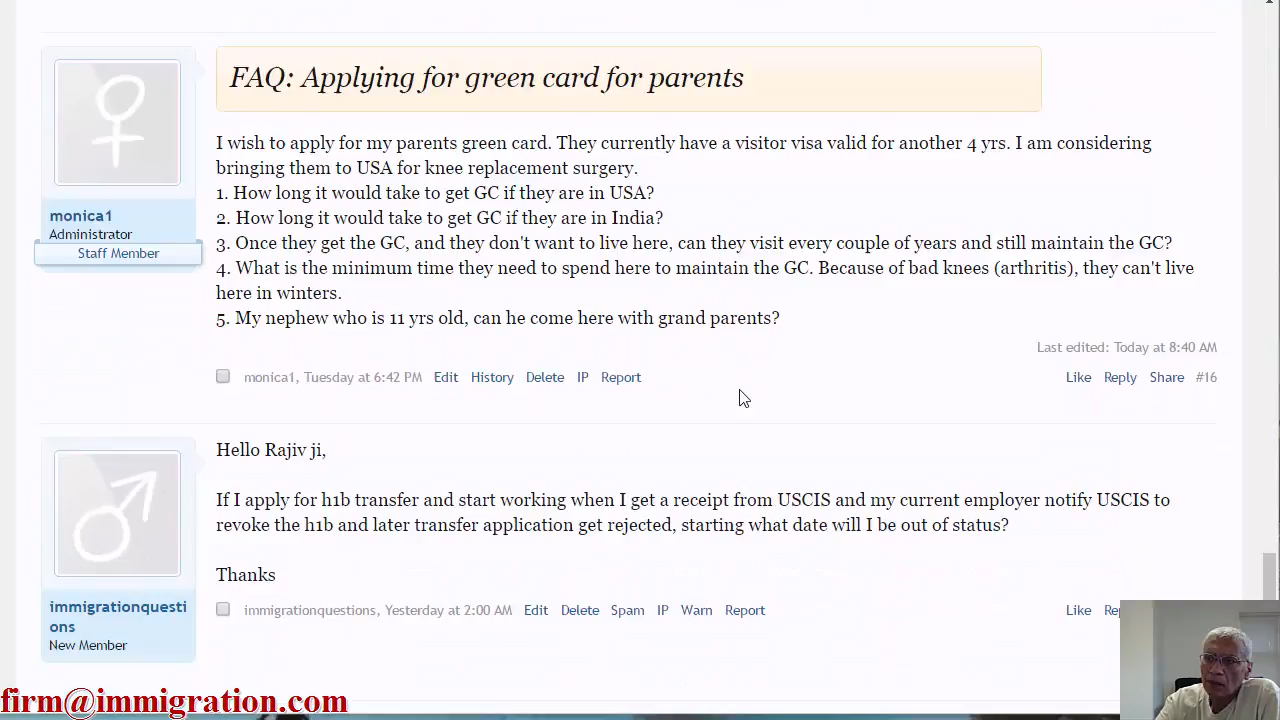 FAQ: Applying for green card for parents
I wish to apply for my parents green card. They currently have a visitor visa valid for another 4 yrs. I am considering
bringing them to USA for knee replacement surgery.
1. How long it would take to get GC if they are in USA?
2. How long it would take to get GC if they are in India?
3. Once they get the GC, and they don't want to live here, can they visit every couple of years and still maintain the GC?
4. What is the minimum time they need to spend here to maintain the GC. Because of bad knees (arthritis), they can't live
here in winters.
5. My nephew who is 11 yrs old, can he come here with grand parents?
monica1
Administrator
Staff Member
Last edited: Today at 8:40 AM
monica1, Tuesday at 6:42 PM Edit History Delete IP Report Like Reply Share #16
Hello Rajiv ji,
If I apply for h1b transfer and start working when I get a receipt from USCIS and my current employer notify USCIS to
revoke the h1b and later transfer application get rejected, starting what date will I be out of status?
Thanks
immigrationquesti
ons
New Member
immigrationquestions, Yesterday at 2:00 AM Edit Delete Spam IP Warn Report Like
firm@immigration.com